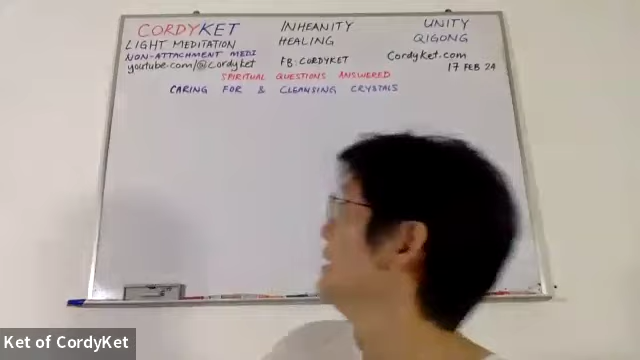 CORDYKET INHEANITY UNITY
LIGHT MEDITATION HEALING QIGONG
NON-ATTACHMENT MEDI
youtube.com/@cordyket FB: CORDYKET Cordyket.com
17 FEB 24
SPIRITUAL QUESTIONS ANSWERED
CARING FOR & CLEANSING CRYSTALS
Ket of CordyKet